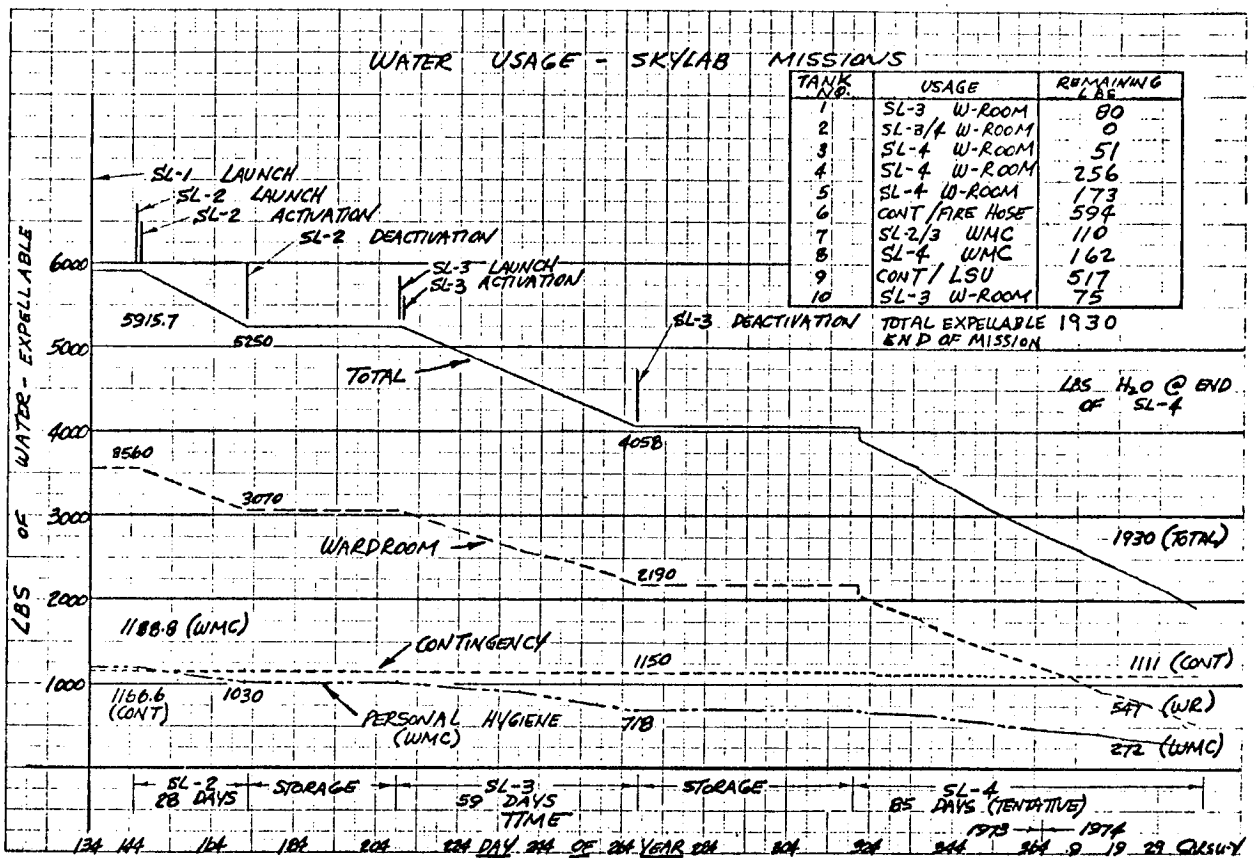 WATER USAGE - SKYLAB MISSIONS
TANK NO. USAGE REMAINING LBS
1 SL-3 W-ROOM 80
2 SL-3/4 W-ROOM 0
3 SL-4 W-ROOM 51
4 SL-4 W-ROOM 256
5 SL-4 W-ROOM 173
6 CONT/FIRE HOSE 594
7 SL-2/3 WMC 110
8 SL-4 WMC 162
9 CONT/LSU 517
10 SL-3 W-ROOM 75
TOTAL EXPELLABLE 1930
END OF MISSION
LBS H2O @ END
OF SL-4
SL-1 LAUNCH
SL-2 LAUNCH
SL-2 ACTIVATION
SL-2 DEACTIVATION
SL-3 LAUNCH
SL-3 ACTIVATION
SL-3 DEACTIVATION
LBS OF WATER-EXPELLABLE
6000
5915.7
5250
5000
TOTAL
4000
4058
3560
3070
3000
WARDROOM
2190
1930 (TOTAL)
2000
1188.8 (WMC)
CONTINGENCY
1150
1111 (CONT)
1000
1166.6
(CONT)
1030
PERSONAL HYGIENE
(WMC)
718
547 (WR)
272 (WMC)
SL-2
28 DAYS
STORAGE
SL-3
59 DAYS
STORAGE
SL-4
85 DAYS (TENTATIVE)
TIME
1973 1974
134 144 164 184 204 224 DAY 244 OF 264 YEAR 284 304 324 344 364 9 19 29